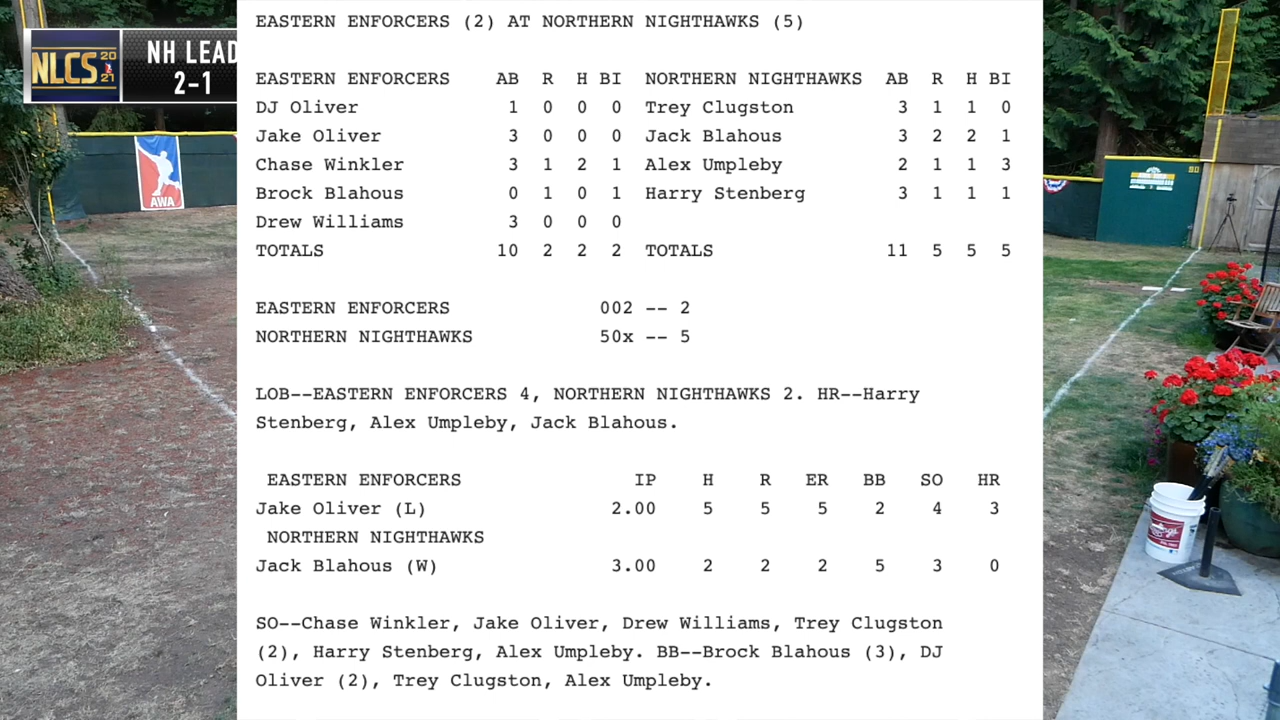 EASTERN ENFORCERS (2) AT NORTHERN NIGHTHAWKS (5)
NLCS 20 21
NH LEAD
2-1
EASTERN ENFORCERS AB R H BI NORTHERN NIGHTHAWKS AB R H BI
DJ Oliver 1 0 0 0 Trey Clugston 3 1 1 0
Jake Oliver 3 0 0 0 Jack Blahous 3 2 2 1
Chase Winkler 3 1 2 1 Alex Umpleby 2 1 1 3
Brock Blahous 0 1 0 1 Harry Stenberg 3 1 1 1
Drew Williams 3 0 0 0
TOTALS 10 2 2 2 TOTALS 11 5 5 5
AWA
EASTERN ENFORCERS 002 -- 2
NORTHERN NIGHTHAWKS 50x -- 5
LOB--EASTERN ENFORCERS 4, NORTHERN NIGHTHAWKS 2. HR--Harry
Stenberg, Alex Umpleby, Jack Blahous.
EASTERN ENFORCERS IP H R ER BB SO HR
Jake Oliver (L) 2.00 5 5 5 2 4 3
NORTHERN NIGHTHAWKS
Jack Blahous (W) 3.00 2 2 2 5 3 0
SO--Chase Winkler, Jake Oliver, Drew Williams, Trey Clugston
(2), Harry Stenberg, Alex Umpleby. BB--Brock Blahous (3), DJ
Oliver (2), Trey Clugston, Alex Umpleby.